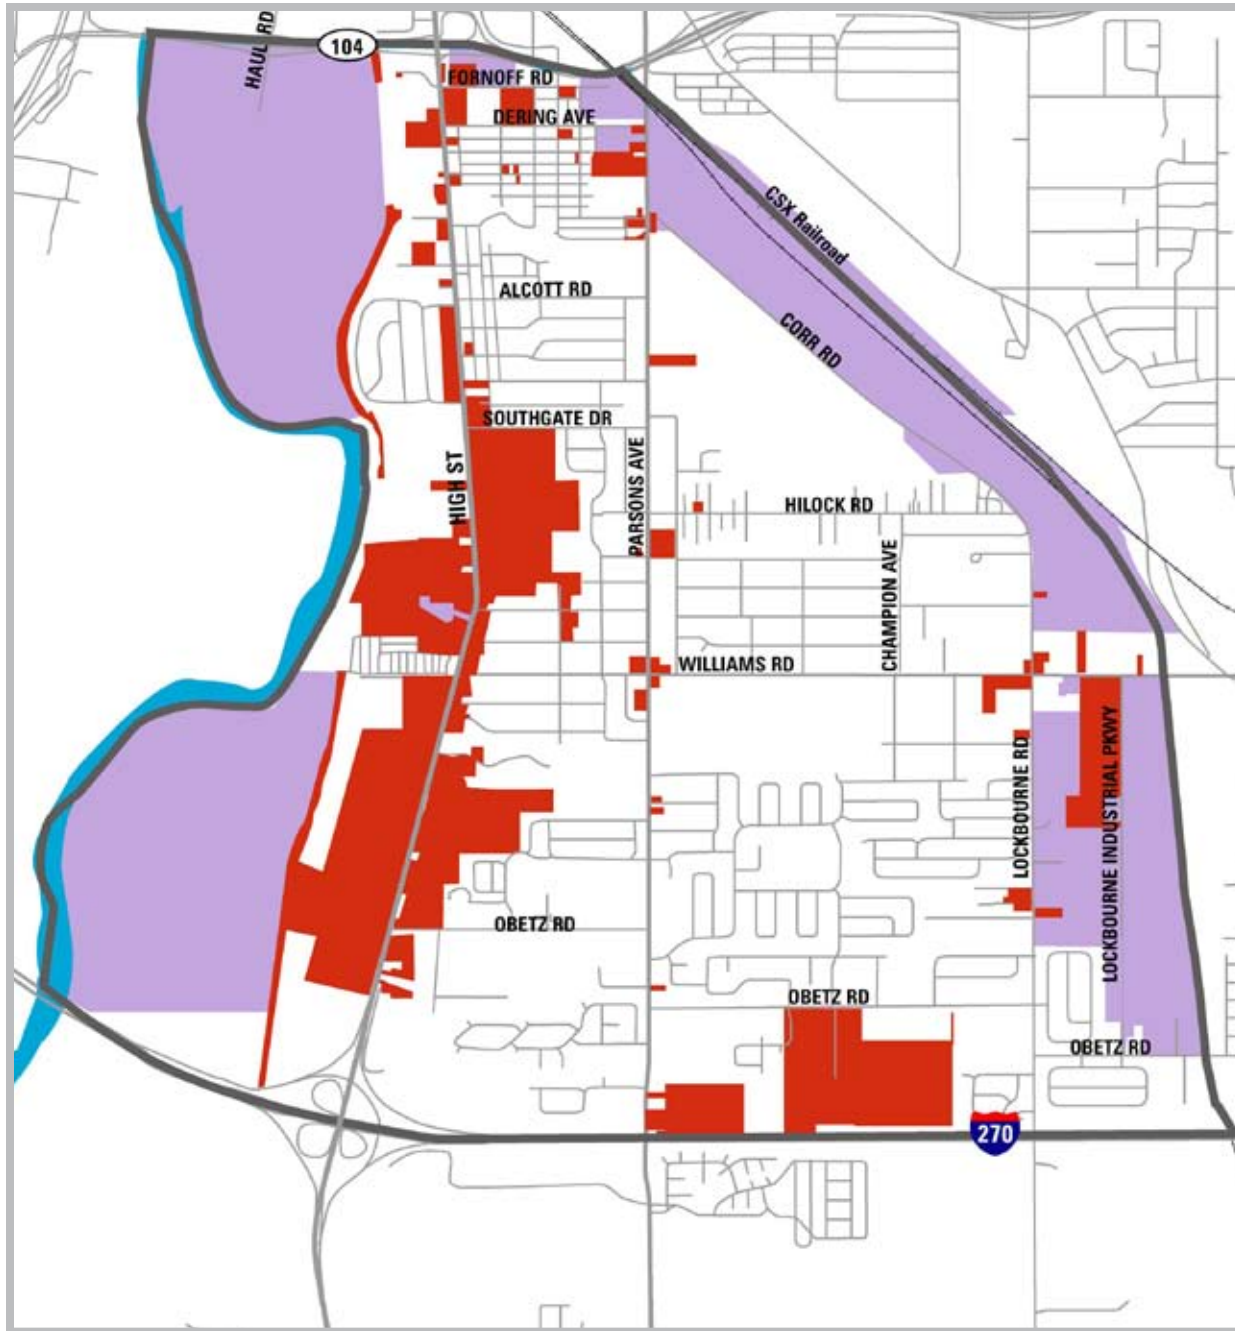 HAUL RD
104
FORNOFF RD
DERING AVE
CSX Railroad
ALCOTT RD
CORR RD
SOUTHGATE DR
HIGH ST
PARSONS AVE
HILOCK RD
CHAMPION AVE
WILLIAMS RD
LOCKBOURNE RD
LOCKBOURNE INDUSTRIAL PKWY
OBETZ RD
OBETZ RD
OBETZ RD
270